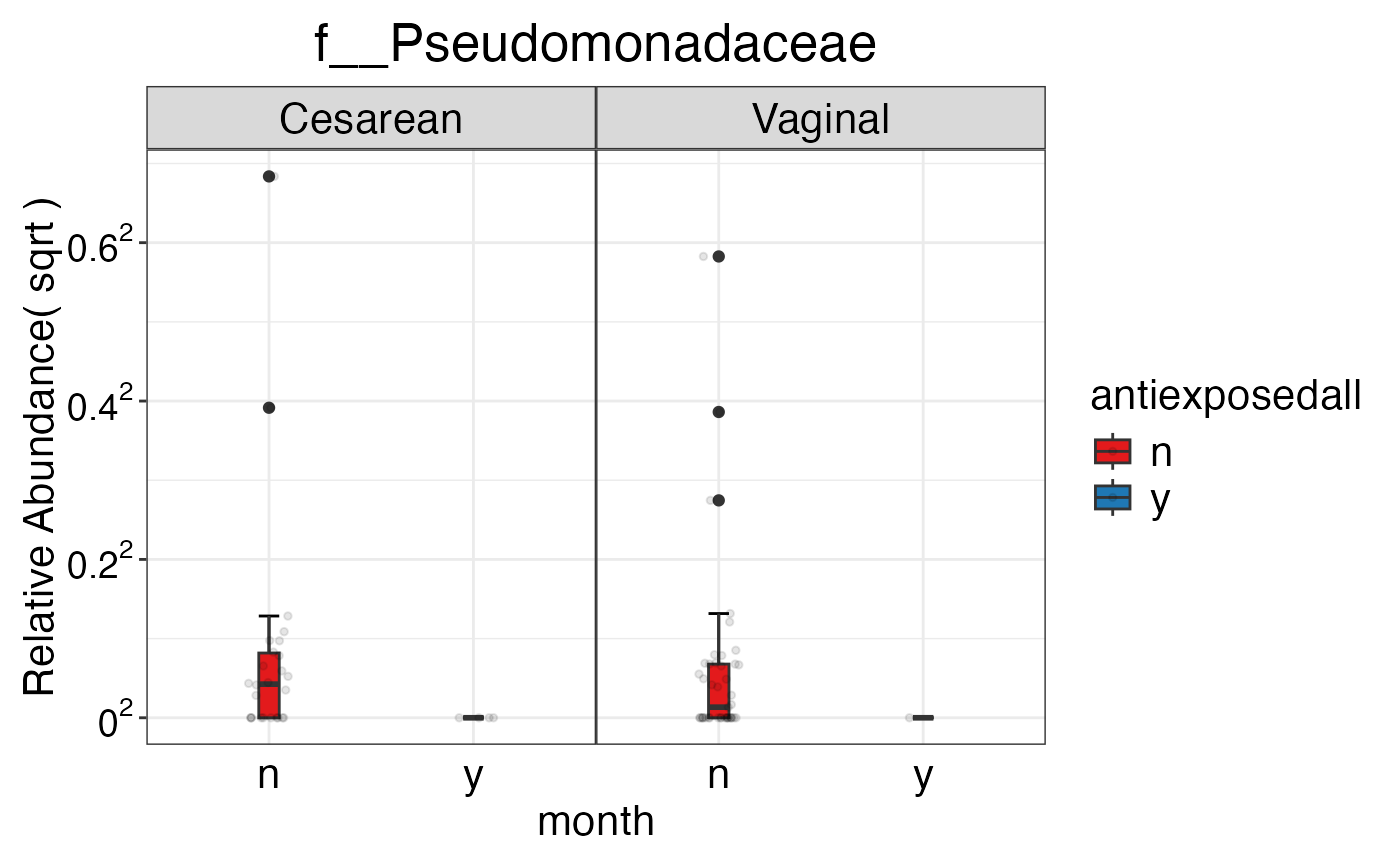 f__Pseudomonadaceae
Cesarean
Vaginal
Relative Abundance( sqrt )
0.6²
0.4²
0.2²
0²
n
y
n
y
month
antiexposedall
n
y